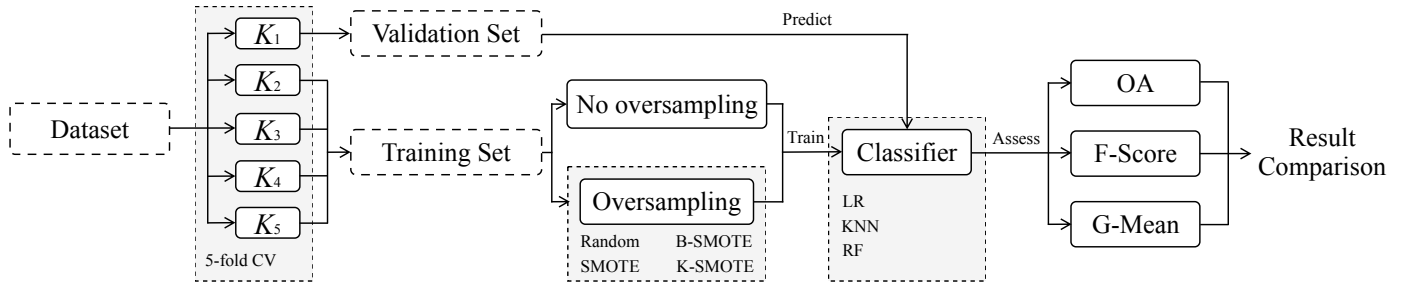 Dataset
K1
K2
K3
K4
K5
5-fold CV
Validation Set
Training Set
Predict
No oversampling
Oversampling
Random B-SMOTE
SMOTE K-SMOTE
Train
Classifier
LR
KNN
RF
Assess
OA
F-Score
G-Mean
Result
Comparison